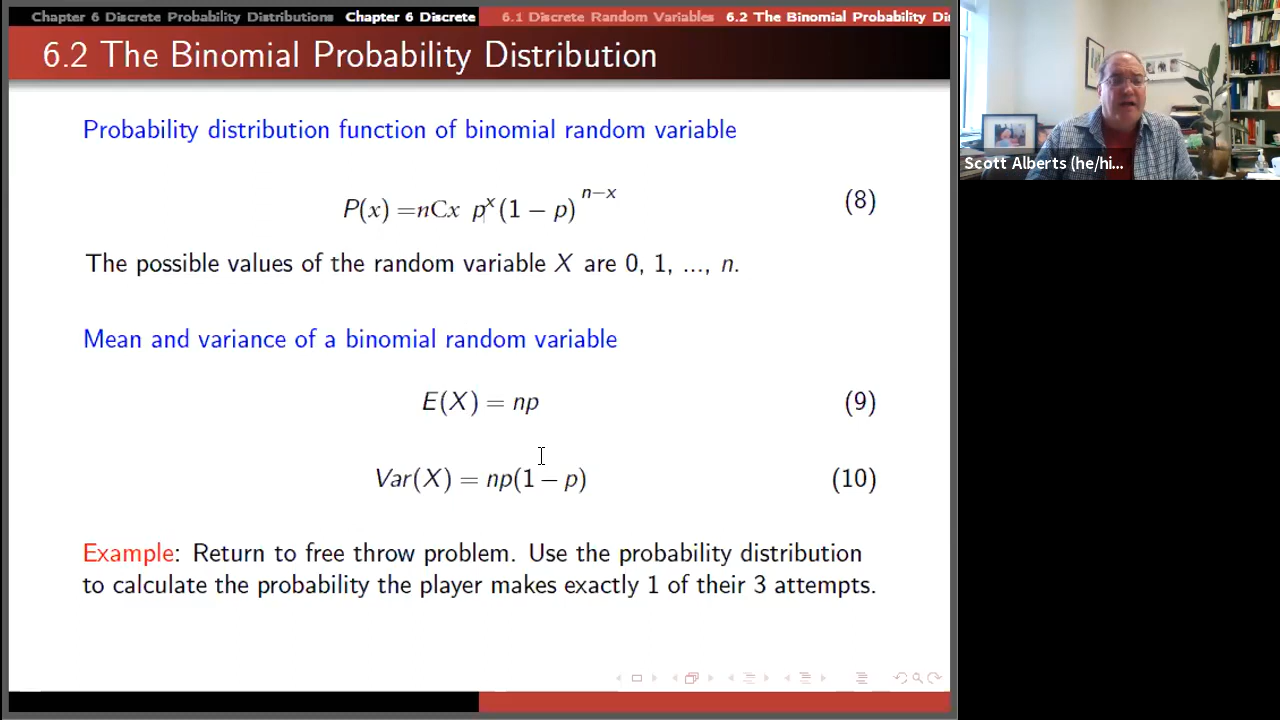 Chapter 6 Discrete Probability Distributions Chapter 6 Discrete 6.1 Discrete Random Variables 6.2 The Binomial Probability Di
6.2 The Binomial Probability Distribution
Probability distribution function of binomial random variable
P(x) =nCx pˣ(1 − p)ⁿ⁻ˣ (8)
The possible values of the random variable X are 0, 1, ..., n.
Mean and variance of a binomial random variable
E(X) = np (9)
Var(X) = np(1 − p) (10)
Example: Return to free throw problem. Use the probability distribution
to calculate the probability the player makes exactly 1 of their 3 attempts.
Scott Alberts (he/hi...